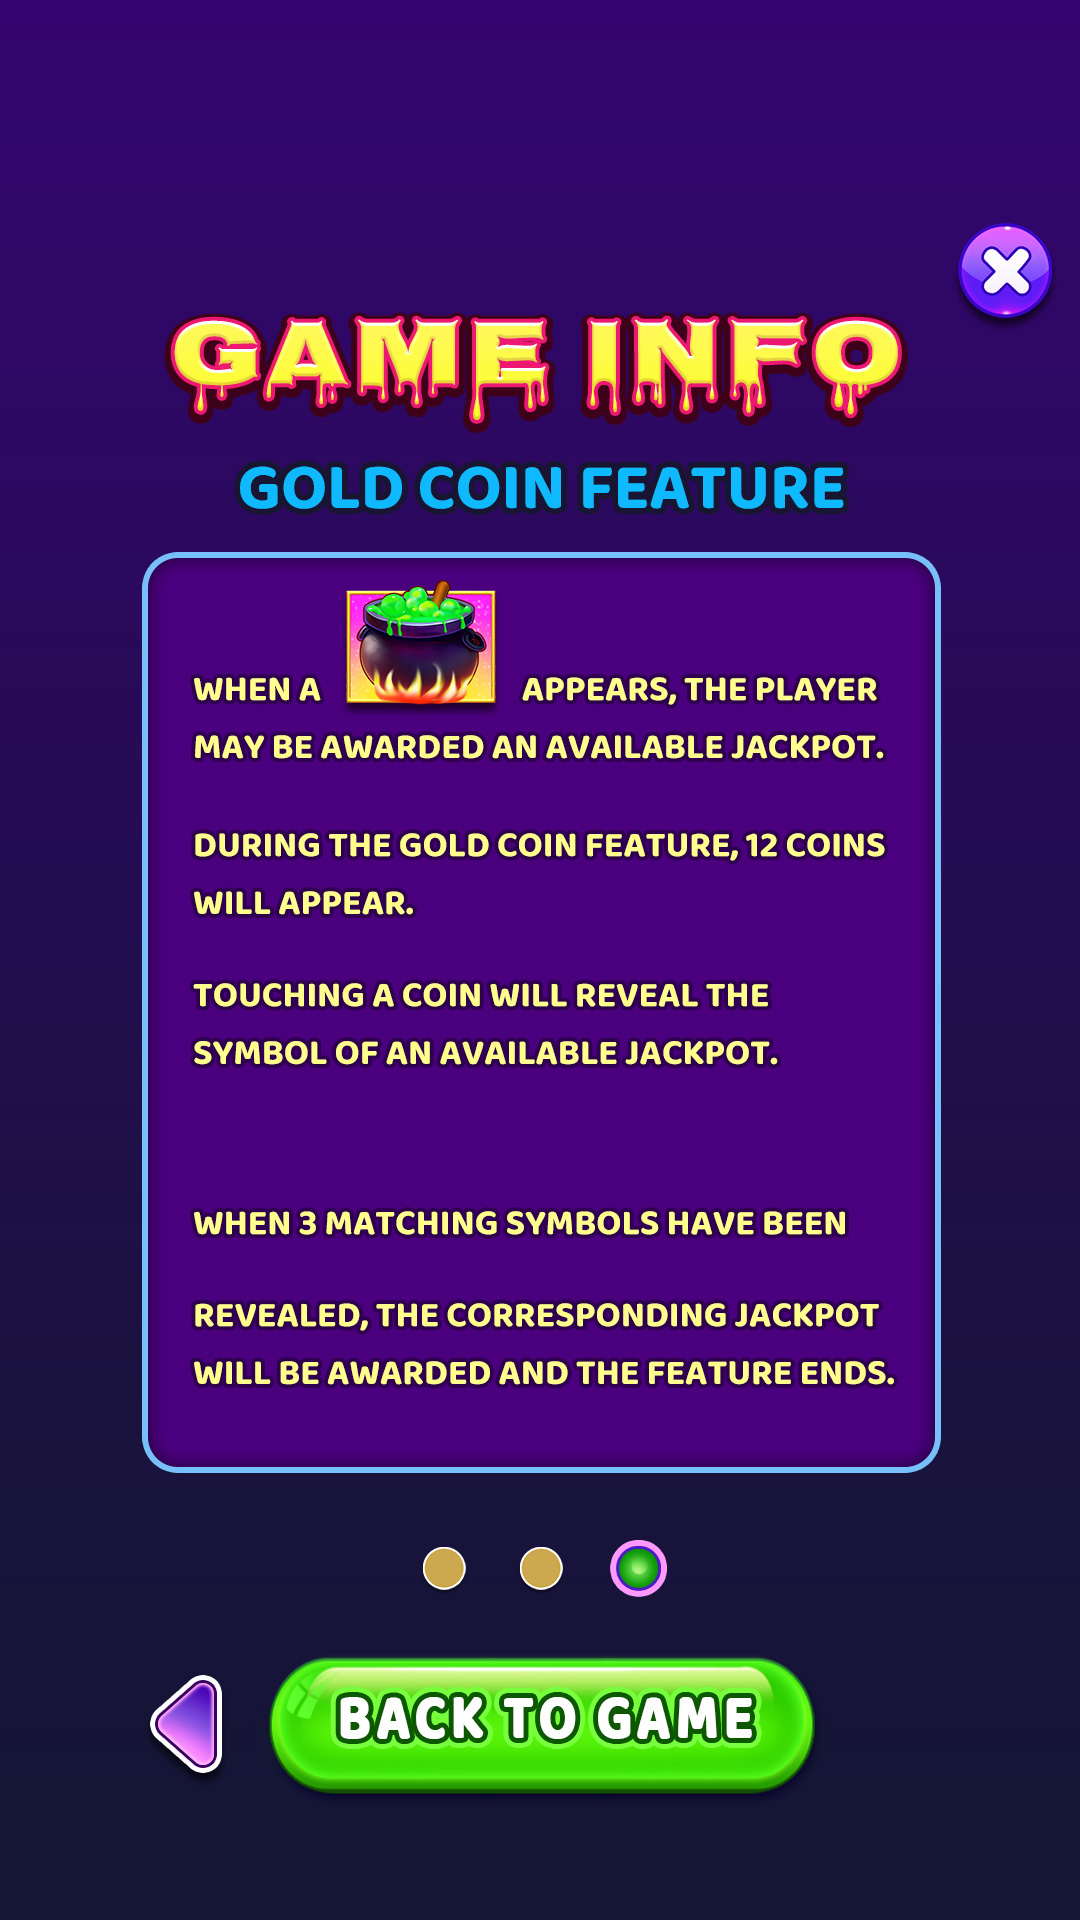 GAME INFO
GOLD COIN FEATURE
WHEN A APPEARS, THE PLAYER
MAY BE AWARDED AN AVAILABLE JACKPOT.
DURING THE GOLD COIN FEATURE, 12 COINS
WILL APPEAR.
TOUCHING A COIN WILL REVEAL THE
SYMBOL OF AN AVAILABLE JACKPOT.
WHEN 3 MATCHING SYMBOLS HAVE BEEN
REVEALED, THE CORRESPONDING JACKPOT
WILL BE AWARDED AND THE FEATURE ENDS.
BACK TO GAME